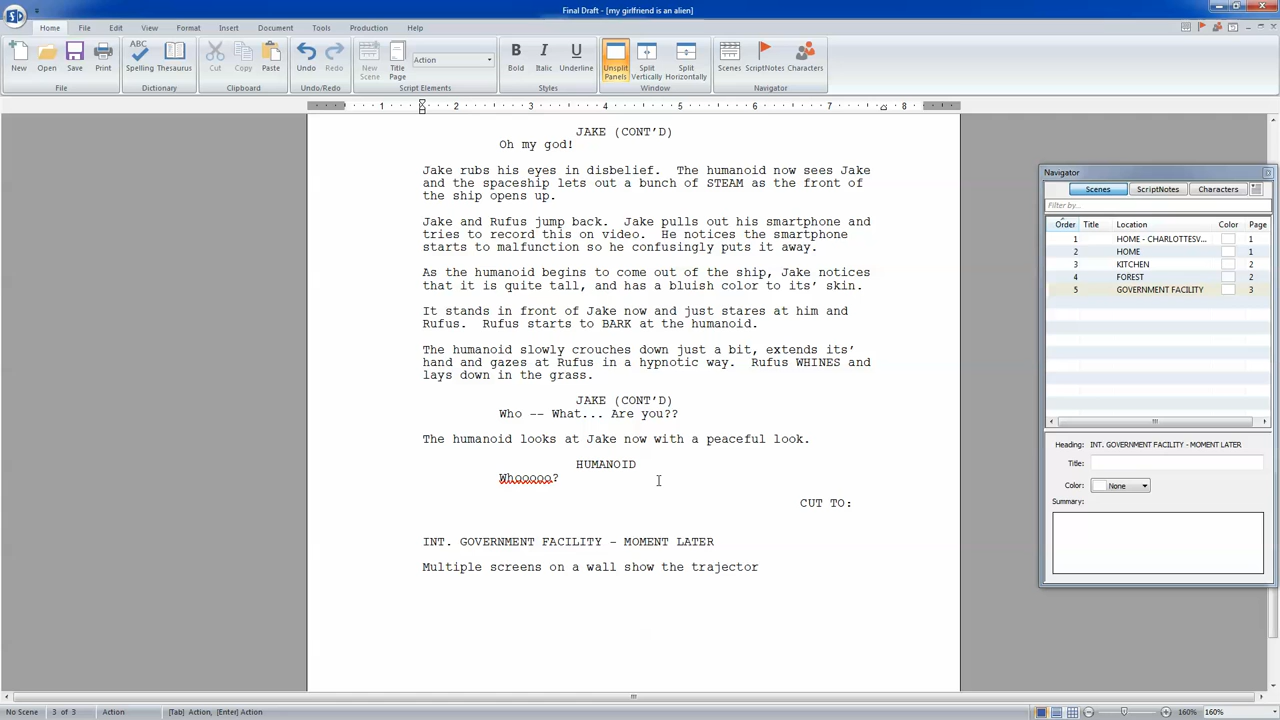 Final Draft - [my girlfriend is an alien]
Home File Edit View Format Insert Document Tools Production Help
New Open Save Print
File
Spelling Thesaurus
Dictionary
Cut Copy Paste
Clipboard
Undo Redo
Undo/Redo
New Scene Title Page Action
Script Elements
Bold Italic Underline
Styles
Unsplit Panels Split Vertically Split Horizontally
Window
Scenes ScriptNotes Characters
Navigator
1 2 3 4 5 6 7 8
JAKE (CONT'D)
Oh my god!
Jake rubs his eyes in disbelief. The humanoid now sees Jake
and the spaceship lets out a bunch of STEAM as the front of
the ship opens up.
Jake and Rufus jump back. Jake pulls out his smartphone and
tries to record this on video. He notices the smartphone
starts to malfunction so he confusingly puts it away.
As the humanoid begins to come out of the ship, Jake notices
that it is quite tall, and has a bluish color to its' skin.
It stands in front of Jake now and just stares at him and
Rufus. Rufus starts to BARK at the humanoid.
The humanoid slowly crouches down just a bit, extends its'
hand and gazes at Rufus in a hypnotic way. Rufus WHINES and
lays down in the grass.
JAKE (CONT'D)
Who -- What... Are you??
The humanoid looks at Jake now with a peaceful look.
HUMANOID
Whooooo?
CUT TO:
INT. GOVERNMENT FACILITY - MOMENT LATER
Multiple screens on a wall show the trajector
Navigator
Scenes ScriptNotes Characters
Filter by...
Order Title Location Color Page
1 HOME - CHARLOTTESV... 1
2 HOME 1
3 KITCHEN 2
4 FOREST 2
5 GOVERNMENT FACILITY 3
Heading: INT. GOVERNMENT FACILITY - MOMENT LATER
Title:
Color: None
Summary:
No Scene 3 of 3 Action [Tab] Action, [Enter] Action 160% 160%